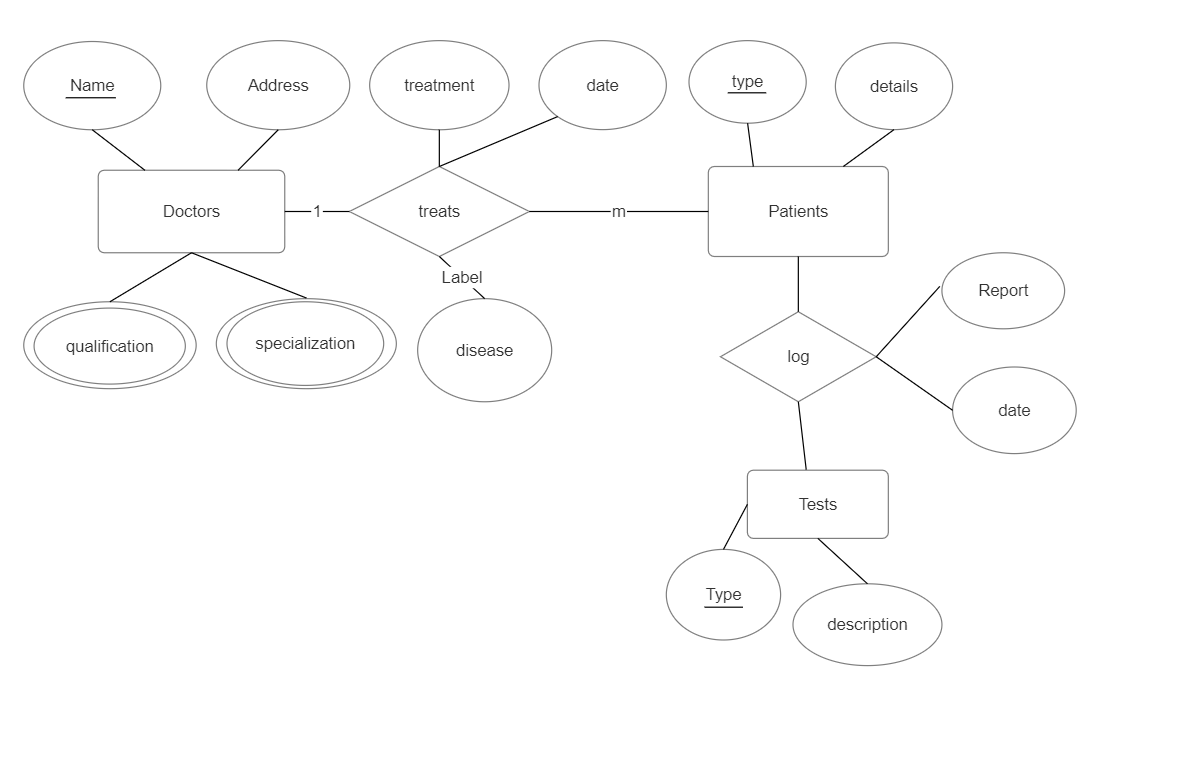 Name
Address
treatment
date
type
details
Doctors
1
treats
m
Patients
Label
qualification
specialization
disease
log
Report
date
Tests
Type
description